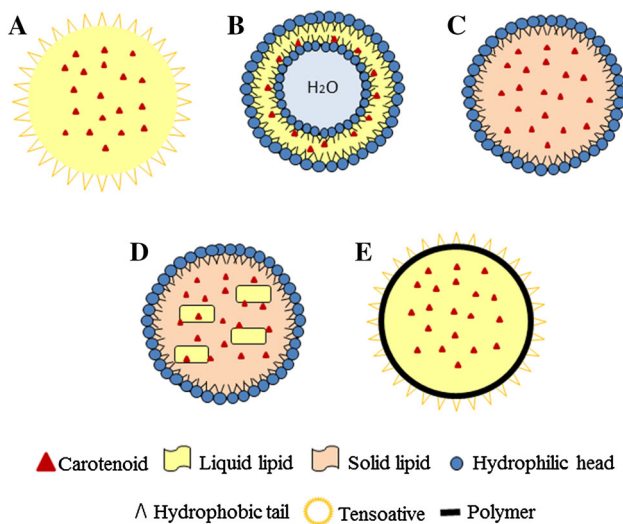 A B C
H₂O
D E
Carotenoid Liquid lipid Solid lipid Hydrophilic head
Hydrophobic tail Tensoative Polymer